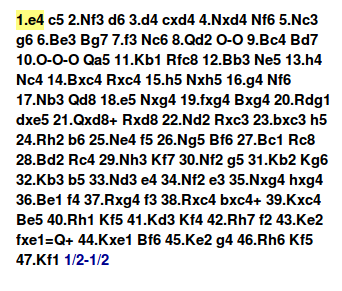 1.e4 c5 2.Nf3 d6 3.d4 cxd4 4.Nxd4 Nf6 5.Nc3
g6 6.Be3 Bg7 7.f3 Nc6 8.Qd2 O-O 9.Bc4 Bd7
10.O-O-O Qa5 11.Kb1 Rfc8 12.Bb3 Ne5 13.h4
Nc4 14.Bxc4 Rxc4 15.h5 Nxh5 16.g4 Nf6
17.Nb3 Qd8 18.e5 Nxg4 19.fxg4 Bxg4 20.Rdg1
dxe5 21.Qxd8+ Rxd8 22.Nd2 Rxc3 23.bxc3 h5
24.Rh2 b6 25.Ne4 f5 26.Ng5 Bf6 27.Bc1 Rc8
28.Bd2 Rc4 29.Nh3 Kf7 30.Nf2 g5 31.Kb2 Kg6
32.Kb3 b5 33.Nd3 e4 34.Nf2 e3 35.Nxg4 hxg4
36.Be1 f4 37.Rxg4 f3 38.Rxc4 bxc4+ 39.Kxc4
Be5 40.Rh1 Kf5 41.Kd3 Kf4 42.Rh7 f2 43.Ke2
fxe1=Q+ 44.Kxe1 Bf6 45.Ke2 g4 46.Rh6 Kf5
47.Kf1 1/2-1/2